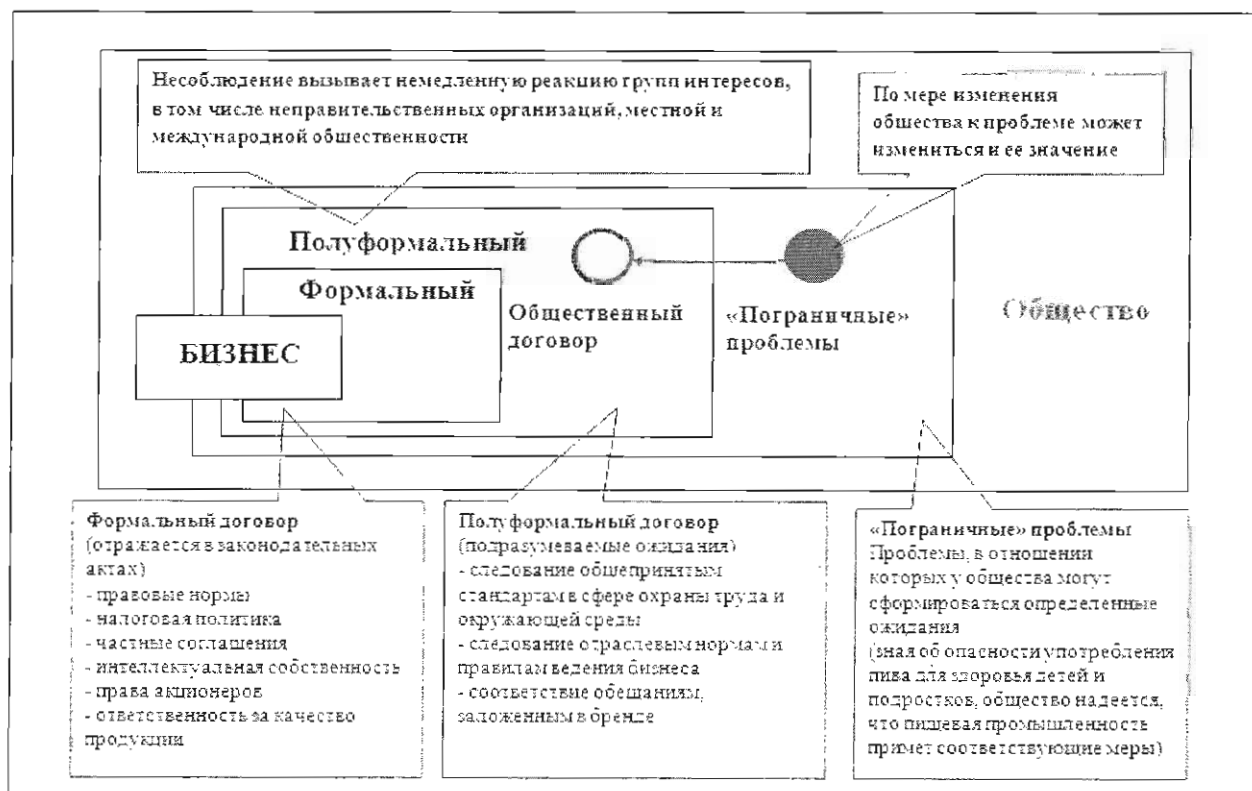 Несоблюдение вызывает немедленную реакцию групп интересов,
в том числе неправительственных организаций, местной и
международной общественности
По мере изменения
общества к проблеме может
измениться и ее значение
Полуформальный
Формальный
БИЗНЕС
Общественный
договор
«Пограничные»
проблемы
Общество
Формальный договор
(отражается в законодательных
актах)
- правовые нормы
- налоговая политика
- частные соглашения
- интеллектуальная собственность
- права акционеров
- ответственность за качество
продукции
Полуформальный договор
(подразумеваемые ожидания)
- следование общепринятым
стандартам в сфере охраны труда и
окружающей среды
- следование отраслевым нормам и
правилам ведения бизнеса
- соответствие обещаниям,
заложенным в бренде
«Пограничные» проблемы
Проблемы, в отношении
которых у общества могут
сформироваться определенные
ожидания
(зная об опасности употребления
пива для здоровья детей и
подростков, общество надеется,
что пищевая промышленность
примет соответствующие меры)